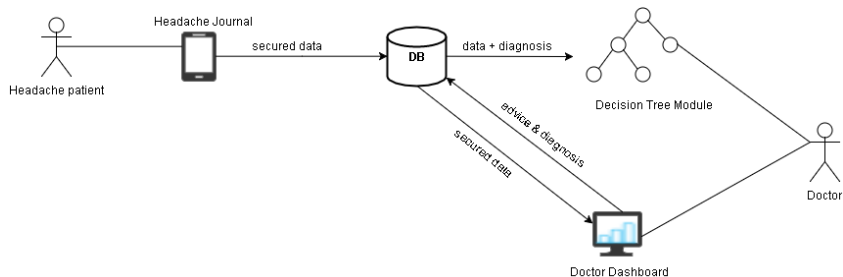 Headache Journal
secured data
DB
data + diagnosis
Headache patient
Decision Tree Module
advice & diagnosis
secured data
Doctor
Doctor Dashboard